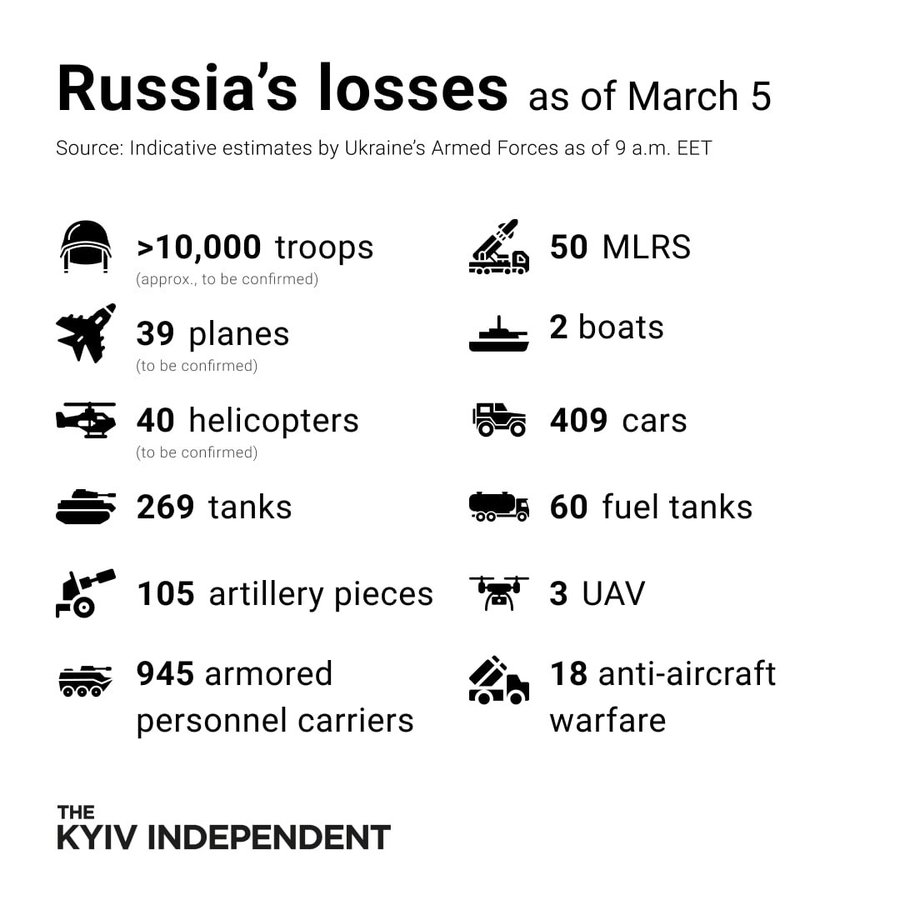 Russia’s losses as of March 5
Source: Indicative estimates by Ukraine’s Armed Forces as of 9 a.m. EET
>10,000 troops
(approx., to be confirmed)
39 planes
(to be confirmed)
40 helicopters
(to be confirmed)
269 tanks
105 artillery pieces
945 armored
personnel carriers
50 MLRS
2 boats
409 cars
60 fuel tanks
3 UAV
18 anti-aircraft
warfare
THE
KYIV INDEPENDENT